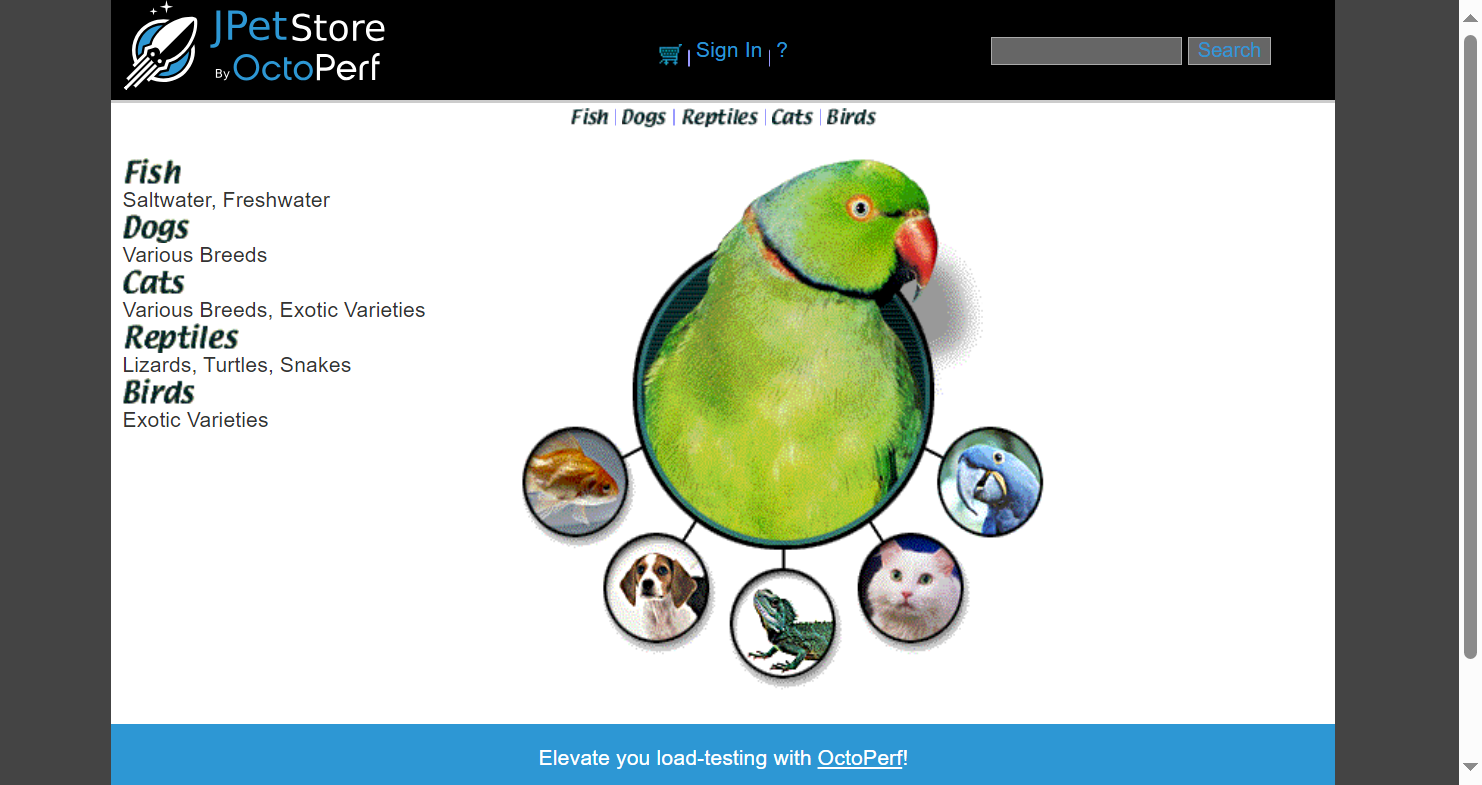 JPetStore
By OctoPerf
Sign In | ?
Search
Fish | Dogs | Reptiles | Cats | Birds
Fish
Saltwater, Freshwater
Dogs
Various Breeds
Cats
Various Breeds, Exotic Varieties
Reptiles
Lizards, Turtles, Snakes
Birds
Exotic Varieties
Elevate you load-testing with OctoPerf!